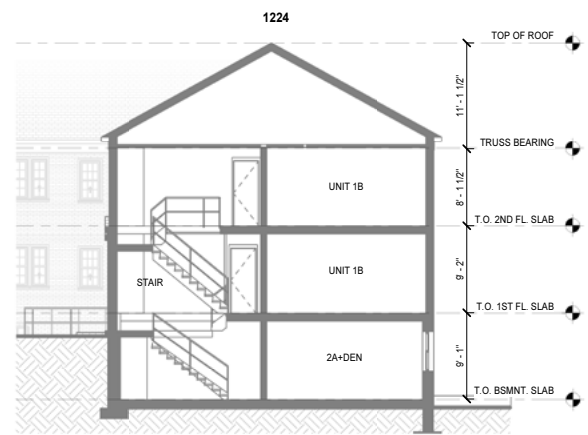 1224
TOP OF ROOF
11' - 1 1/2"
TRUSS BEARING
8' - 1 1/2"
UNIT 1B
T.O. 2ND FL. SLAB
9' - 2"
UNIT 1B
STAIR
T.O. 1ST FL. SLAB
9' - 1"
2A+DEN
T.O. BSMNT. SLAB